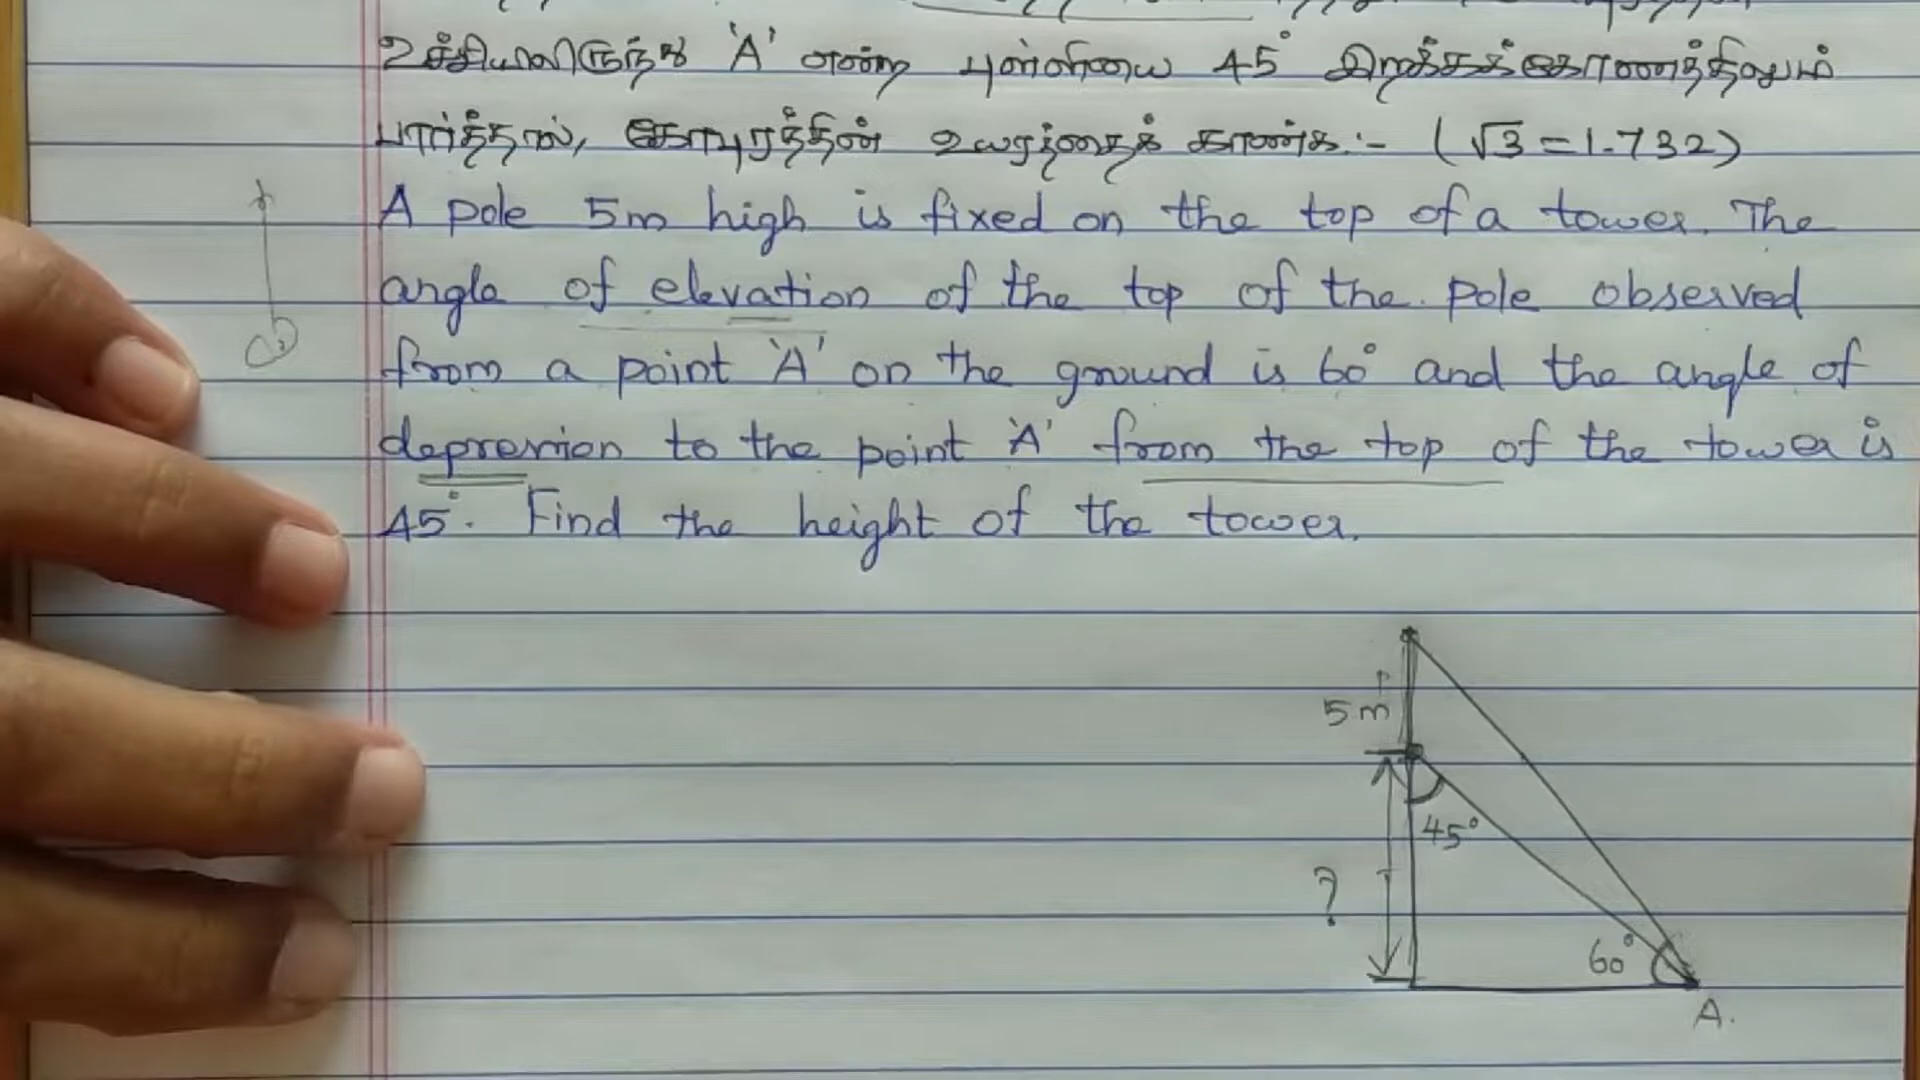 உச்சியிலிருந்து 'A' என்ற புள்ளியை 45° இறக்கக்கோணத்திலும்
பார்த்தால், கோபுரத்தின் உயரத்தைக் காண்க:- (√3 = 1.732)
A pole 5m high is fixed on the top of a tower. The
angle of elevation of the top of the pole observed
from a point 'A' on the ground is 60° and the angle of
depression to the point 'A' from the top of the tower is
45°. Find the height of the tower.
5m
45°
?
60°
A.